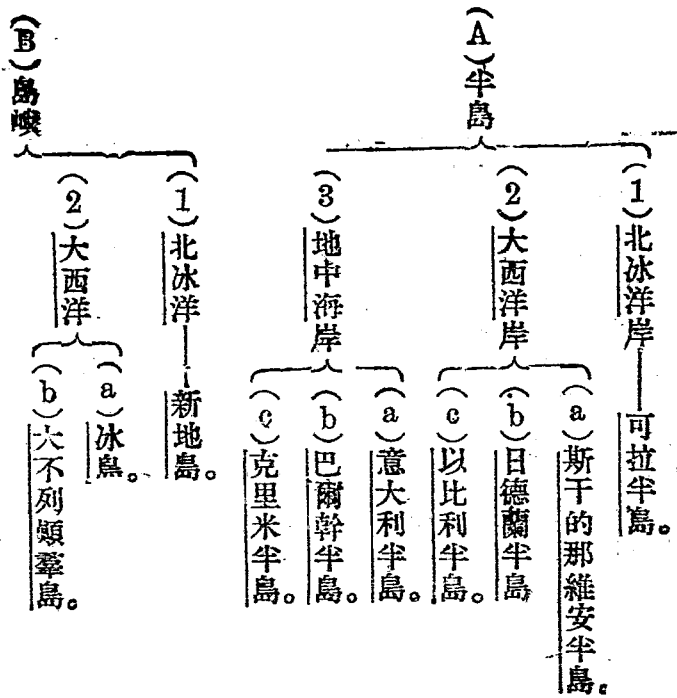 (A)半島
(1)北冰洋岸——可拉半島。
(2)大西洋岸
(a)斯干的那維安半島。
(b)日德蘭半島
(c)以比利半島。
(3)地中海岸
(a)意大利半島。
(b)巴爾幹半島。
(c)克里米半島。
(B)島嶼
(1)北冰洋——新地島。
(2)大西洋
(a)冰島。
(b)大不列顛羣島。